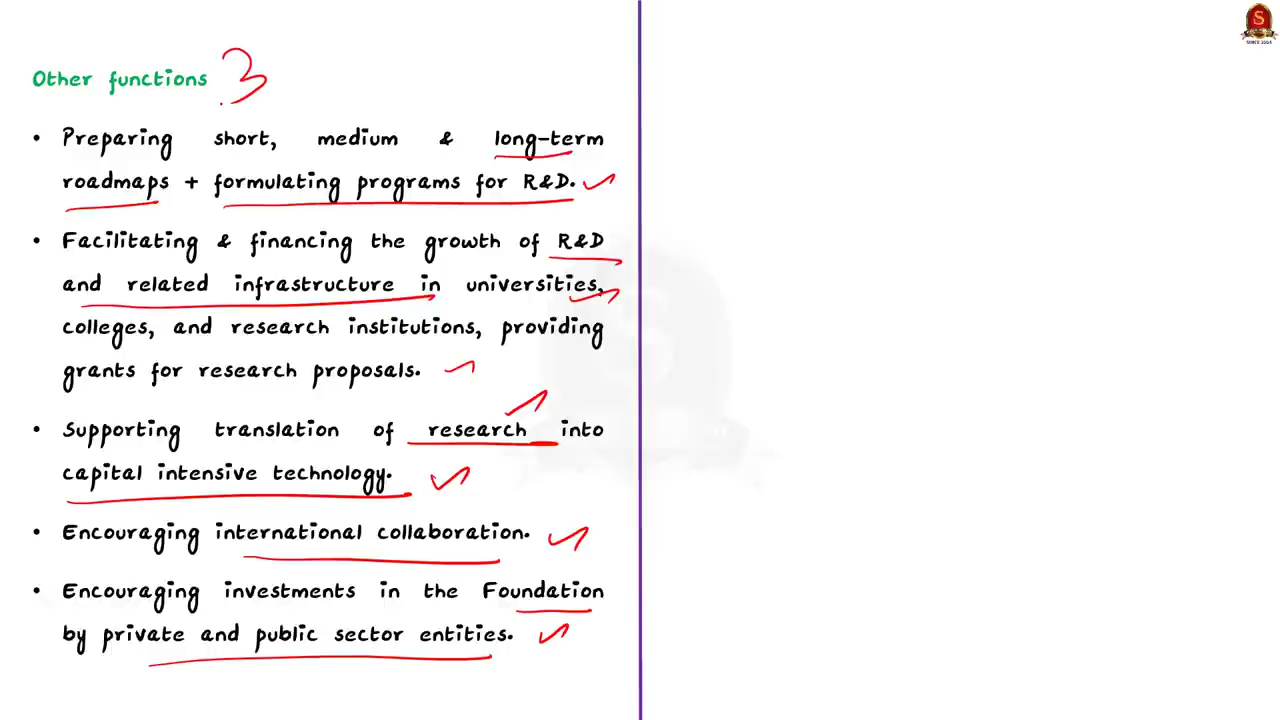 Other functions 3
• Preparing short, medium & long-term
roadmaps + formulating programs for R&D.
• Facilitating & financing the growth of R&D
and related infrastructure in universities,
colleges, and research institutions, providing
grants for research proposals.
• Supporting translation of research into
capital intensive technology.
• Encouraging international collaboration.
• Encouraging investments in the Foundation
by private and public sector entities.
S
SINCE 2004